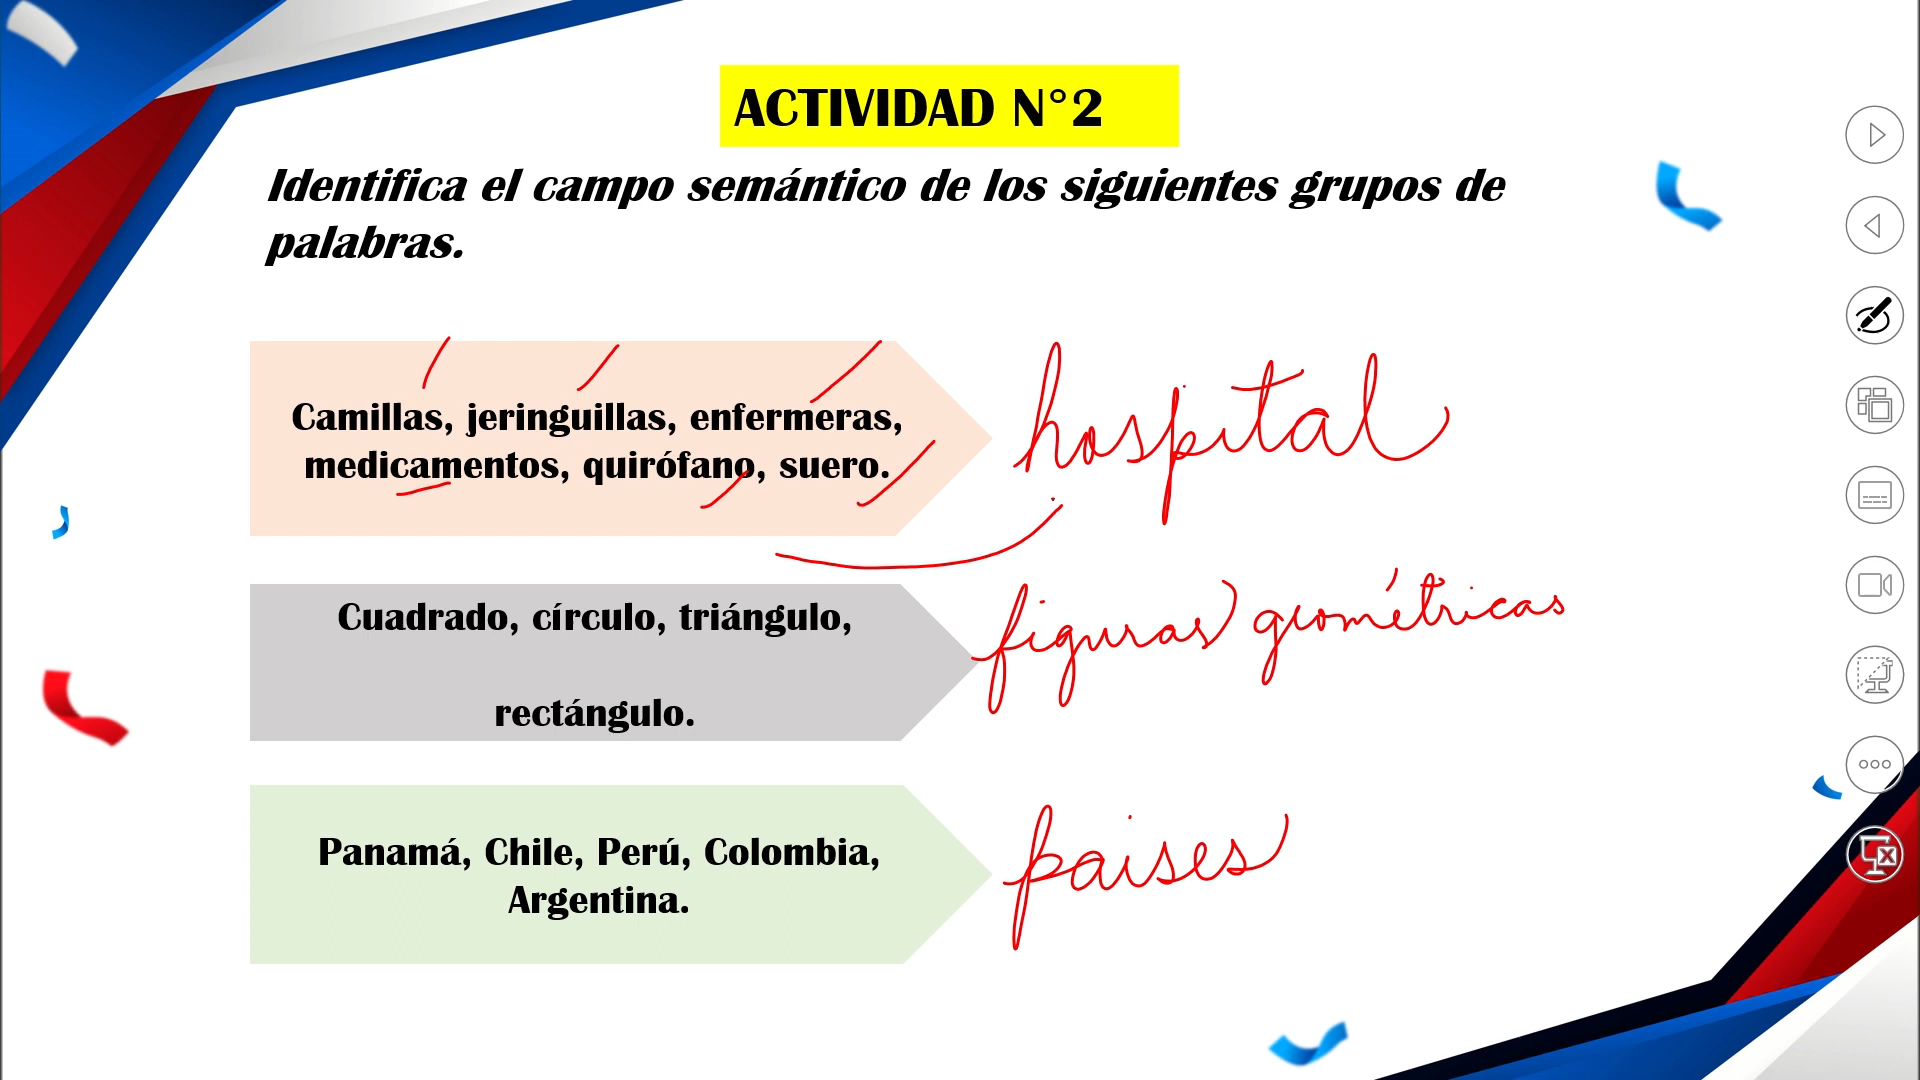 ACTIVIDAD N°2
Identifica el campo semántico de los siguientes grupos de
palabras.
Camillas, jeringuillas, enfermeras,
medicamentos, quirófano, suero.
hospital
Cuadrado, círculo, triángulo,
rectángulo.
figuras geométricas
Panamá, Chile, Perú, Colombia,
Argentina.
paises